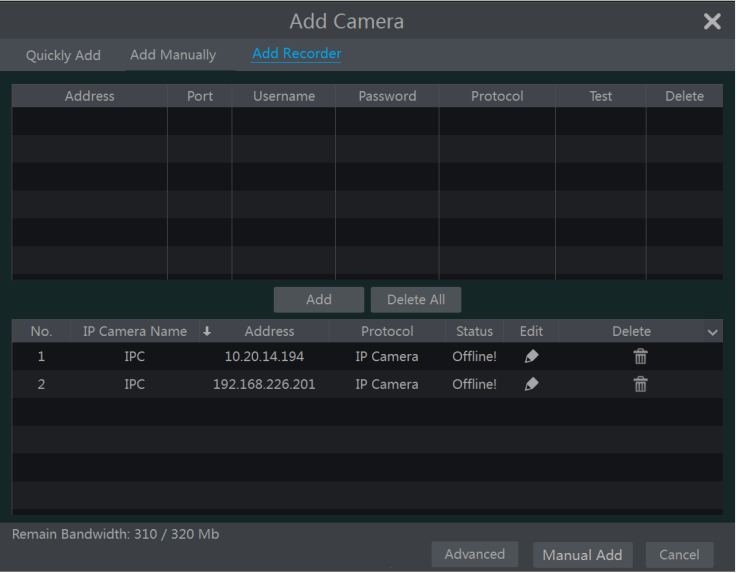 Add Camera
Quickly Add Add Manually Add Recorder
Address Port Username Password Protocol Test Delete
Add Delete All
No. IP Camera Name Address Protocol Status Edit Delete
1 IPC 10.20.14.194 IP Camera Offline!
2 IPC 192.168.226.201 IP Camera Offline!
Remain Bandwidth: 310 / 320 Mb
Advanced Manual Add Cancel